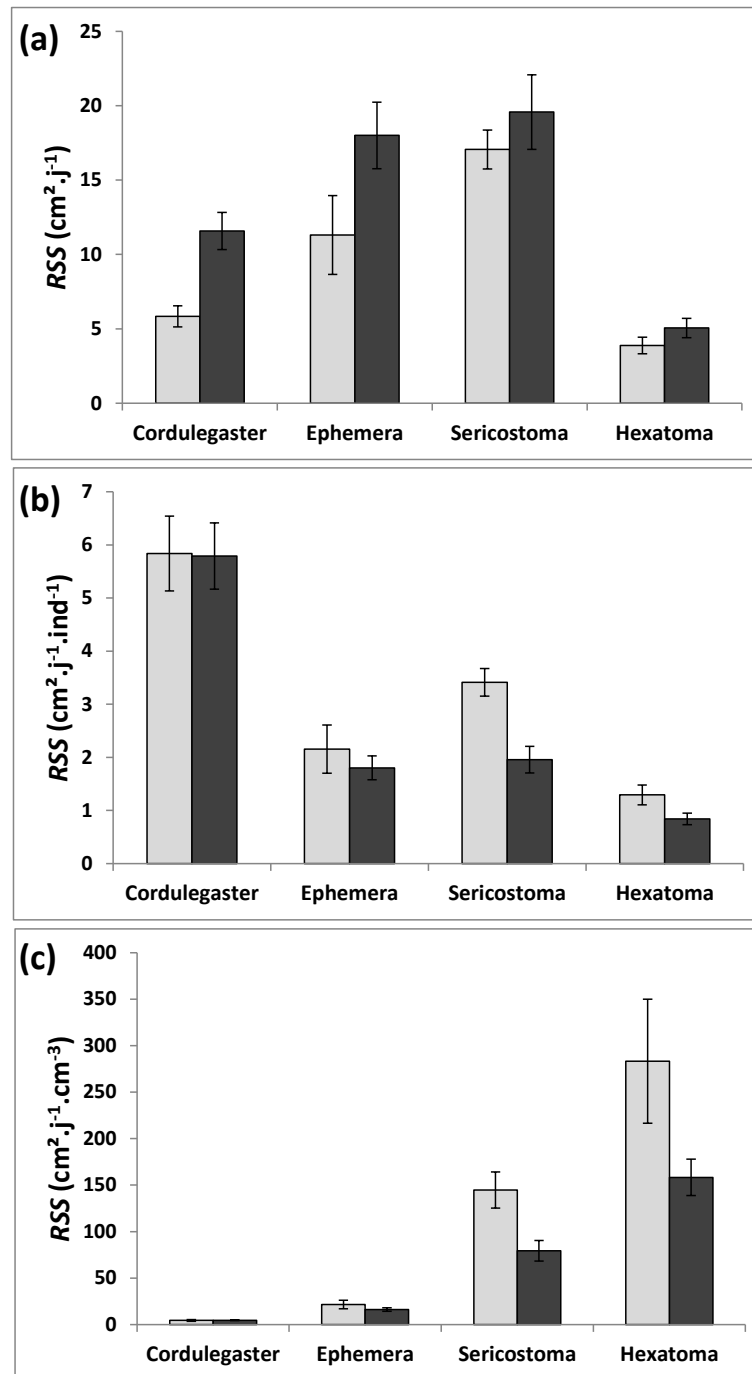 (a)
RSS (cm².j⁻¹)
25
20
15
10
5
0
Cordulegaster Ephemera Sericostoma Hexatoma
(b)
RSS (cm².j⁻¹.ind⁻¹)
7
6
5
4
3
2
1
0
Cordulegaster Ephemera Sericostoma Hexatoma
(c)
RSS (cm².j⁻¹.cm⁻³)
400
350
300
250
200
150
100
50
0
Cordulegaster Ephemera Sericostoma Hexatoma